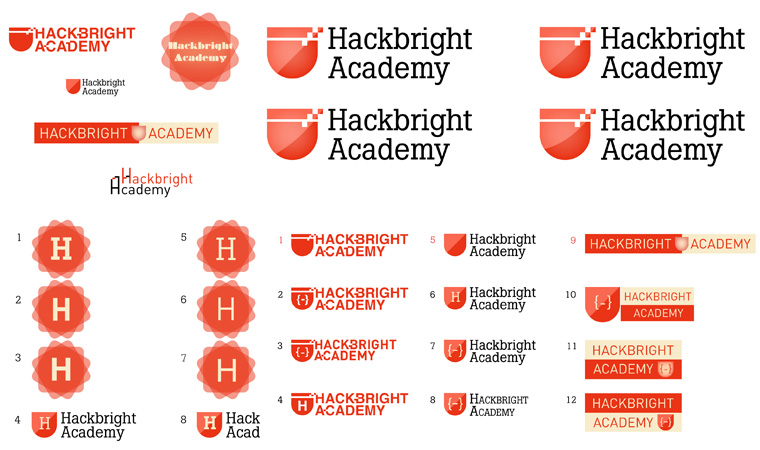 HACKBRIGHT
ACADEMY
Hackbright
Academy
Hackbright
Academy
HACKBRIGHT ACADEMY
Hackbright
Academy
Hackbright
Academy
Hackbright
Academy
Hackbright
Academy
Hackbright
Academy
1
H
2
H
3
H
4
H
Hackbright
Academy
5
H
6
H
7
H
8
H
Hack
Acad
1
HACKBRIGHT
ACADEMY
2
{-}
HACKBRIGHT
ACADEMY
3
{-}
HACKBRIGHT
ACADEMY
4
H
HACKBRIGHT
ACADEMY
5
Hackbright
Academy
6
H
Hackbright
Academy
7
{-}
Hackbright
Academy
8
{-}
HACKBRIGHT
ACADEMY
9
HACKBRIGHT ACADEMY
10
{-}
HACKBRIGHT
ACADEMY
11
HACKBRIGHT
ACADEMY {-}
12
HACKBRIGHT
ACADEMY {-}